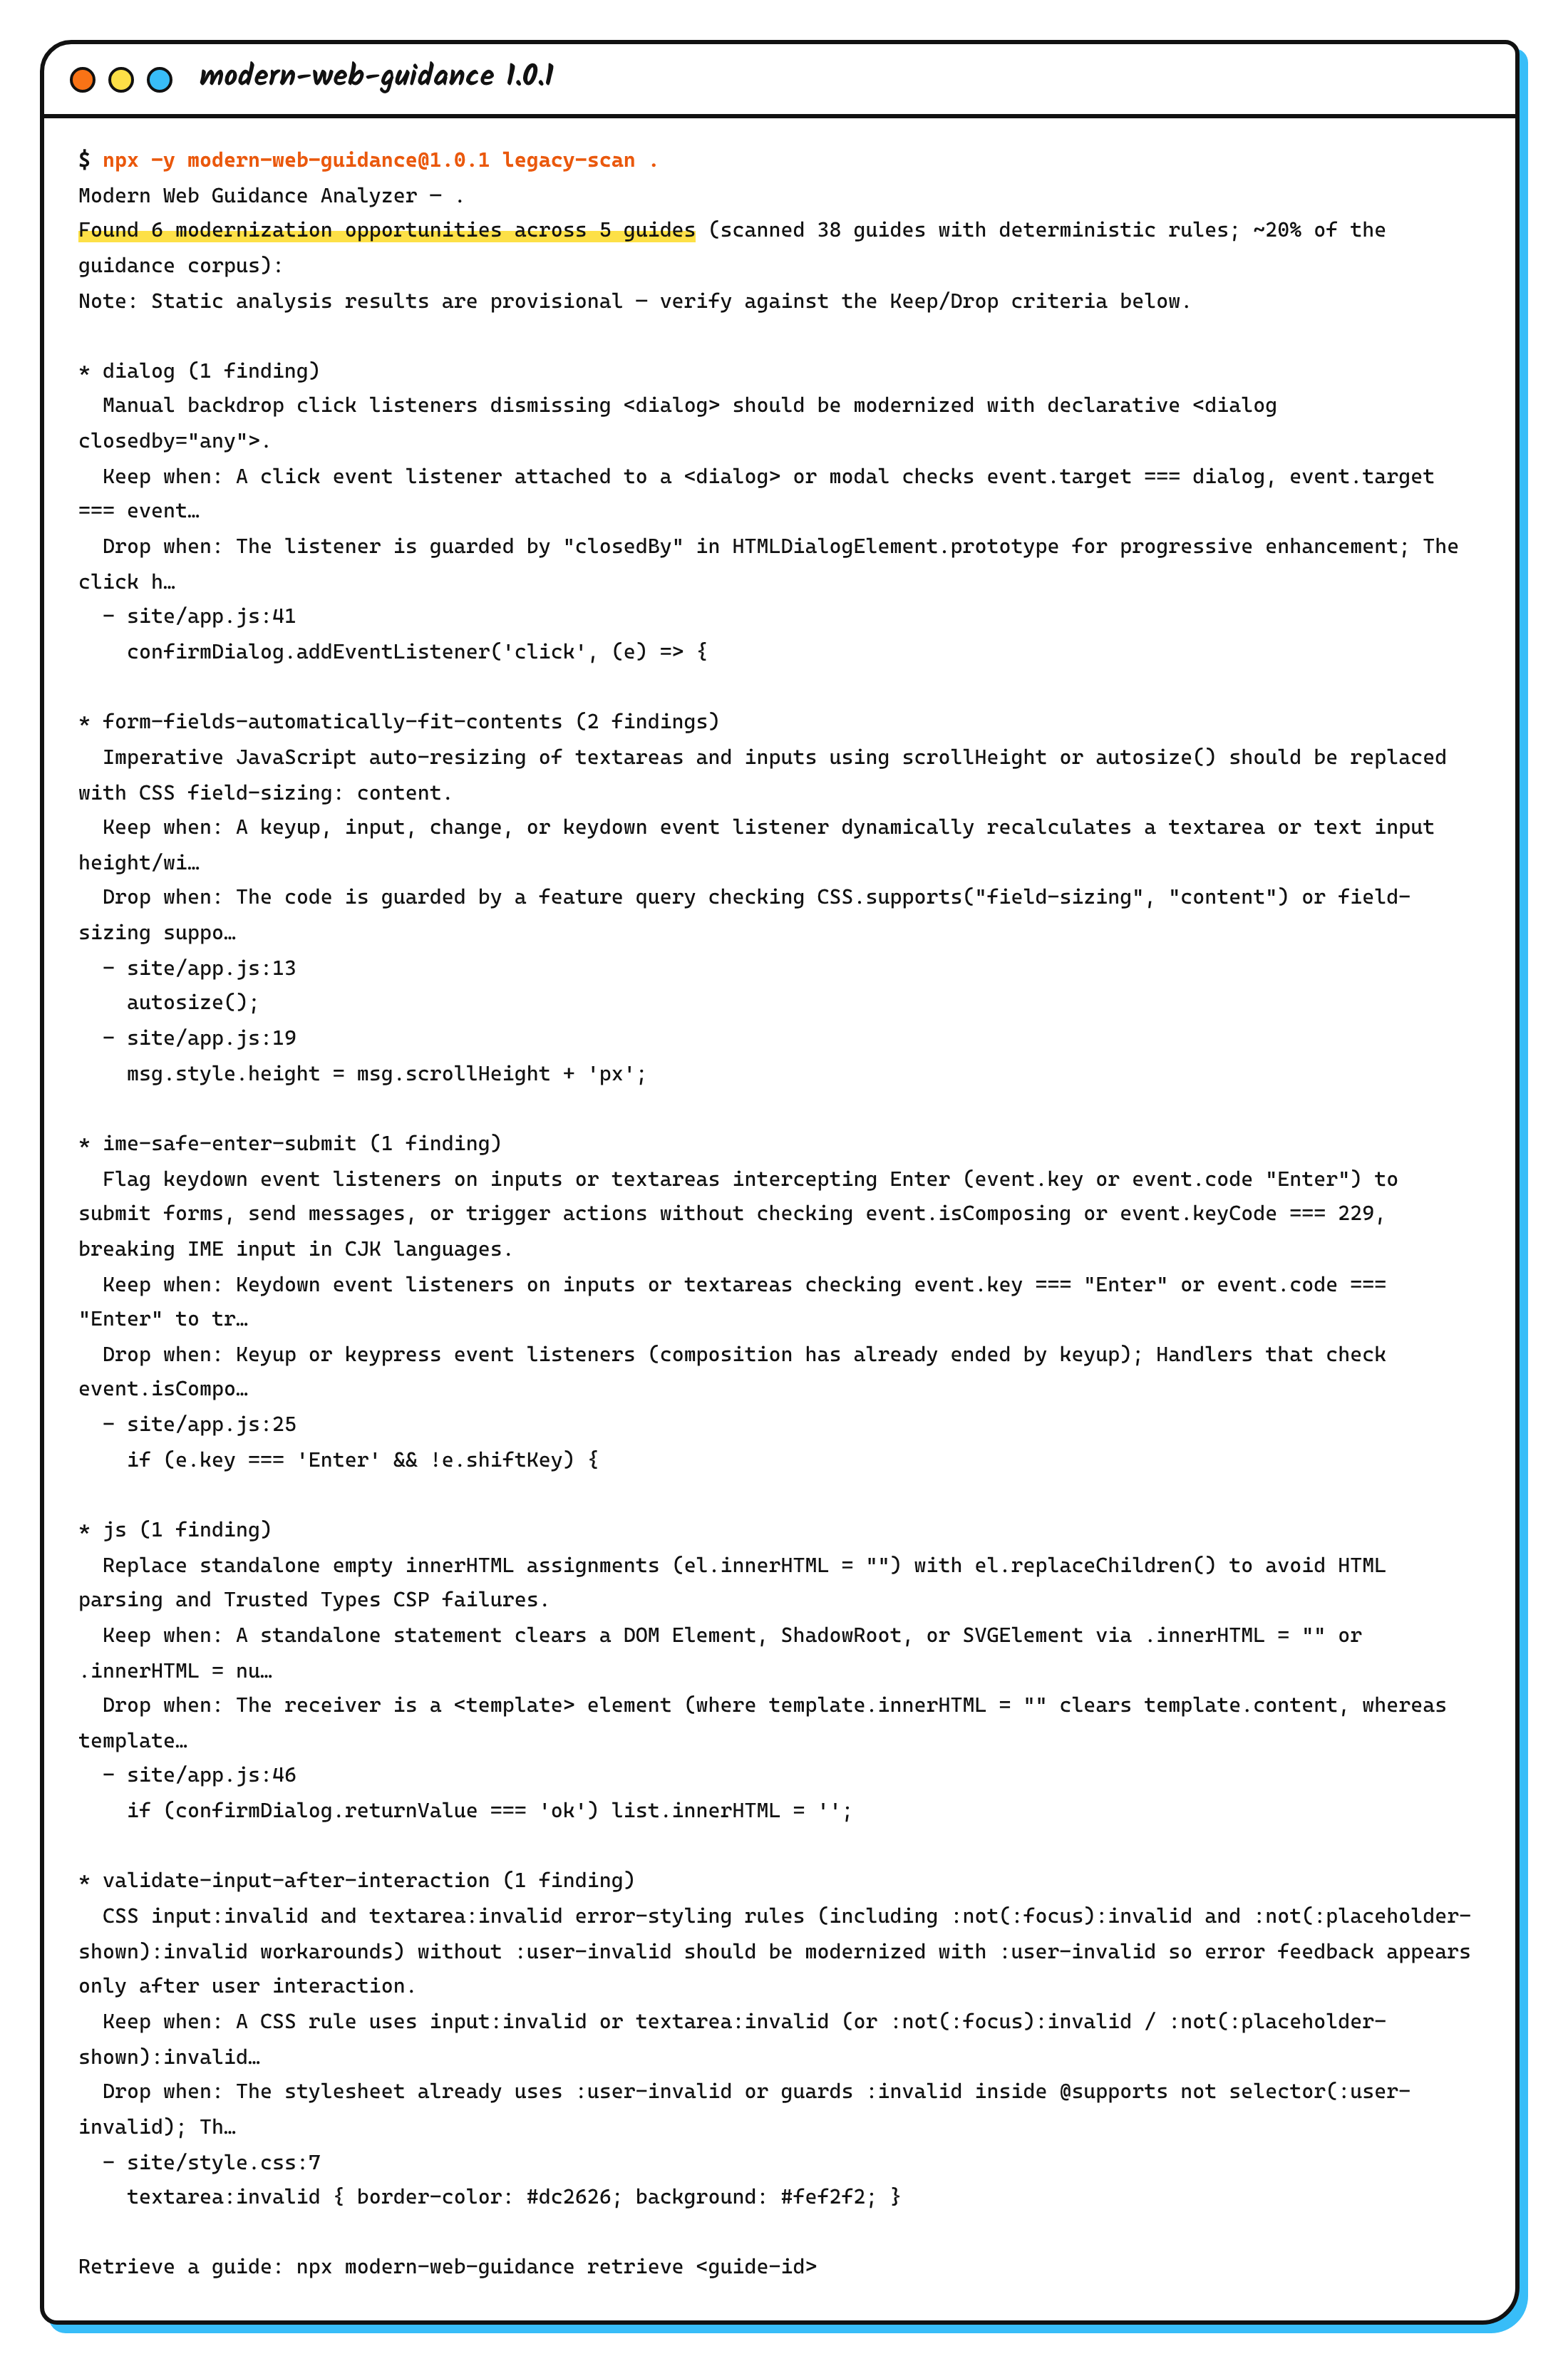 modern-web-guidance 1.0.1
$ npx -y modern-web-guidance@1.0.1 legacy-scan .
Modern Web Guidance Analyzer — .
Found 6 modernization opportunities across 5 guides (scanned 38 guides with deterministic rules; ~20% of the
guidance corpus):
Note: Static analysis results are provisional — verify against the Keep/Drop criteria below.

* dialog (1 finding)
  Manual backdrop click listeners dismissing <dialog> should be modernized with declarative <dialog
closedby="any">.
  Keep when: A click event listener attached to a <dialog> or modal checks event.target === dialog, event.target
=== event…
  Drop when: The listener is guarded by "closedBy" in HTMLDialogElement.prototype for progressive enhancement; The
click h…
  - site/app.js:41
    confirmDialog.addEventListener('click', (e) => {

* form-fields-automatically-fit-contents (2 findings)
  Imperative JavaScript auto-resizing of textareas and inputs using scrollHeight or autosize() should be replaced
with CSS field-sizing: content.
  Keep when: A keyup, input, change, or keydown event listener dynamically recalculates a textarea or text input
height/wi…
  Drop when: The code is guarded by a feature query checking CSS.supports("field-sizing", "content") or field-
sizing suppo…
  - site/app.js:13
    autosize();
  - site/app.js:19
    msg.style.height = msg.scrollHeight + 'px';

* ime-safe-enter-submit (1 finding)
  Flag keydown event listeners on inputs or textareas intercepting Enter (event.key or event.code "Enter") to
submit forms, send messages, or trigger actions without checking event.isComposing or event.keyCode === 229,
breaking IME input in CJK languages.
  Keep when: Keydown event listeners on inputs or textareas checking event.key === "Enter" or event.code ===
"Enter" to tr…
  Drop when: Keyup or keypress event listeners (composition has already ended by keyup); Handlers that check
event.isCompo…
  - site/app.js:25
    if (e.key === 'Enter' && !e.shiftKey) {

* js (1 finding)
  Replace standalone empty innerHTML assignments (el.innerHTML = "") with el.replaceChildren() to avoid HTML
parsing and Trusted Types CSP failures.
  Keep when: A standalone statement clears a DOM Element, ShadowRoot, or SVGElement via .innerHTML = "" or
.innerHTML = nu…
  Drop when: The receiver is a <template> element (where template.innerHTML = "" clears template.content, whereas
template…
  - site/app.js:46
    if (confirmDialog.returnValue === 'ok') list.innerHTML = '';

* validate-input-after-interaction (1 finding)
  CSS input:invalid and textarea:invalid error-styling rules (including :not(:focus):invalid and :not(:placeholder-
shown):invalid workarounds) without :user-invalid should be modernized with :user-invalid so error feedback appears
only after user interaction.
  Keep when: A CSS rule uses input:invalid or textarea:invalid (or :not(:focus):invalid / :not(:placeholder-
shown):invalid…
  Drop when: The stylesheet already uses :user-invalid or guards :invalid inside @supports not selector(:user-
invalid); Th…
  - site/style.css:7
    textarea:invalid { border-color: #dc2626; background: #fef2f2; }

Retrieve a guide: npx modern-web-guidance retrieve <guide-id>